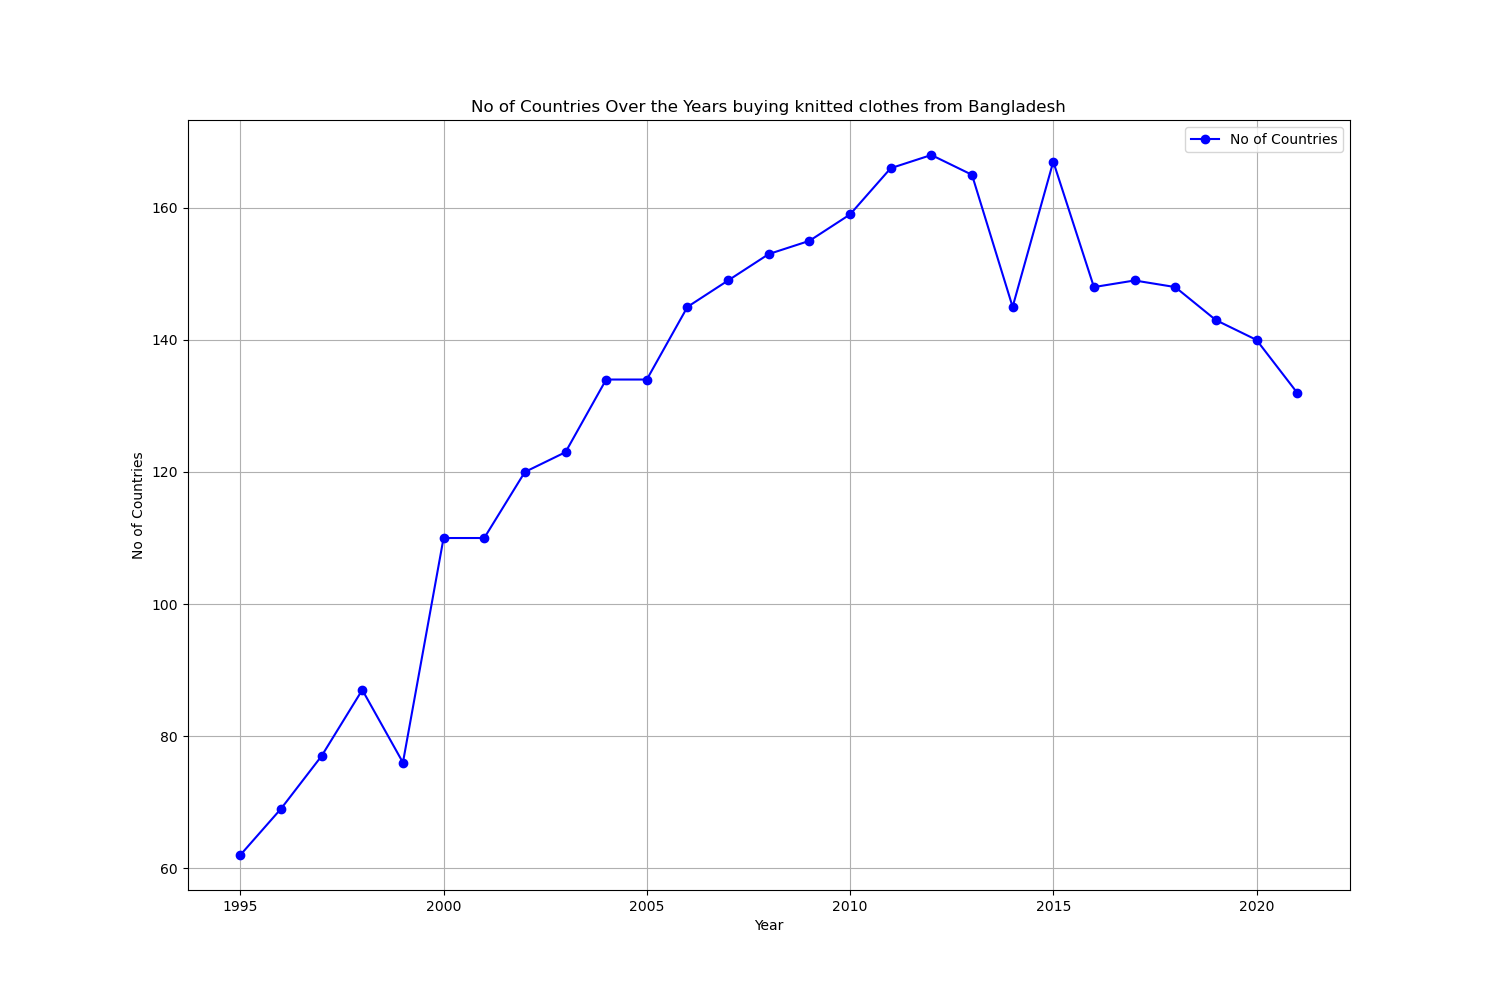 No of Countries Over the Years buying knitted clothes from Bangladesh
No of Countries
160
140
120
100
80
60
No of Countries
1995 2000 2005 2010 2015 2020
Year